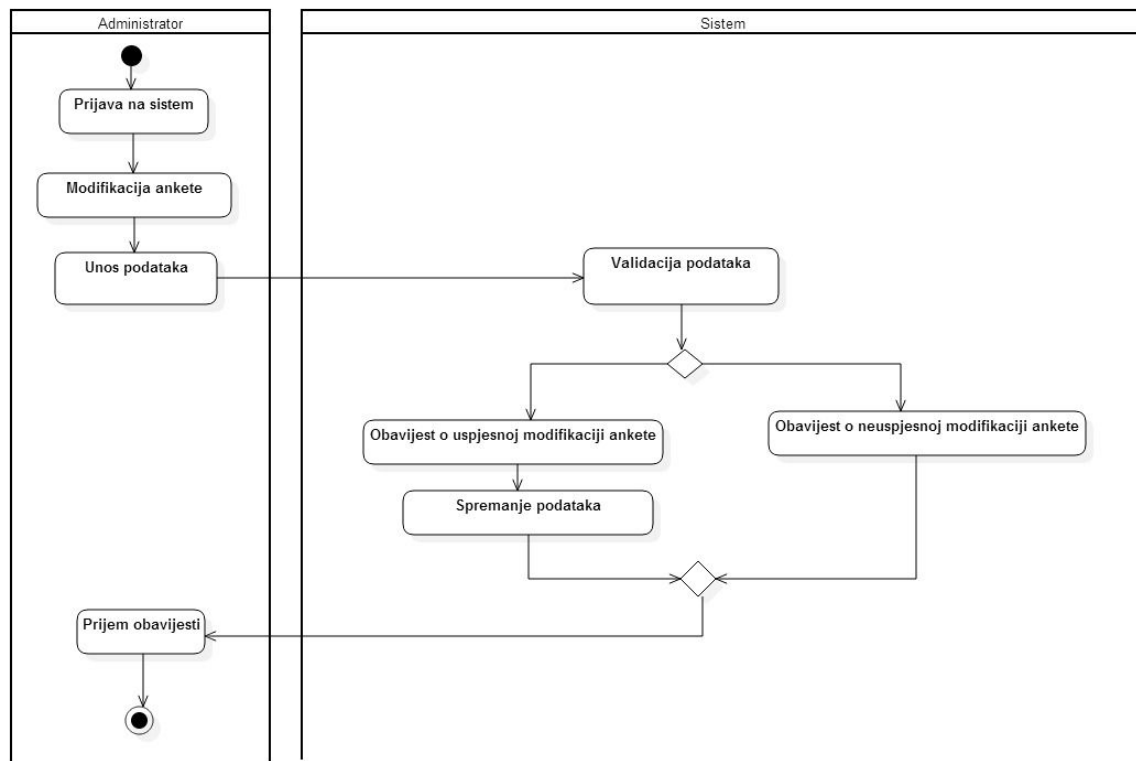 Administrator
Sistem
Prijava na sistem
Modifikacija ankete
Unos podataka
Validacija podataka
Obavijest o uspjesnoj modifikaciji ankete
Obavijest o neuspjesnoj modifikaciji ankete
Spremanje podataka
Prijem obavijesti